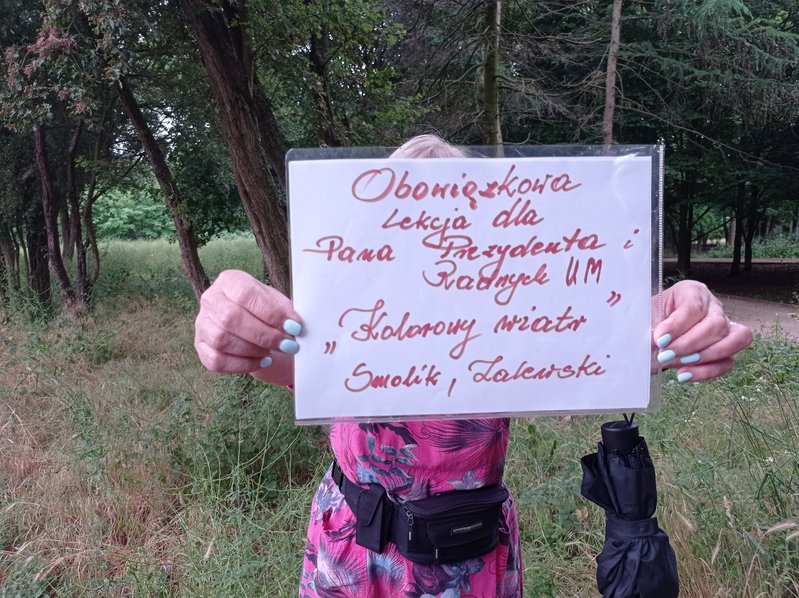 Obowiązkowa
Lekcja dla
Pana Prezydenta i
Radnych UM
„Kolorowy wiatr”
Smolik, Zalewski